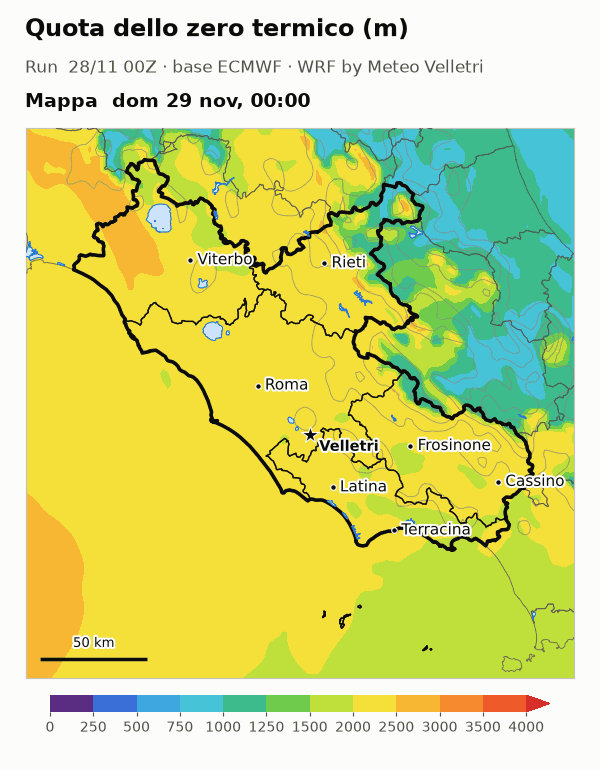 Quota dello zero termico (m)
Run 28/11 00Z · base ECMWF · WRF by Meteo Velletri
Mappa dom 29 nov, 00:00
Viterbo
Rieti
Roma
Velletri
Frosinone
Cassino
Latina
Terracina
50 km
0 250 500 750 1000 1250 1500 2000 2500 3000 3500 4000